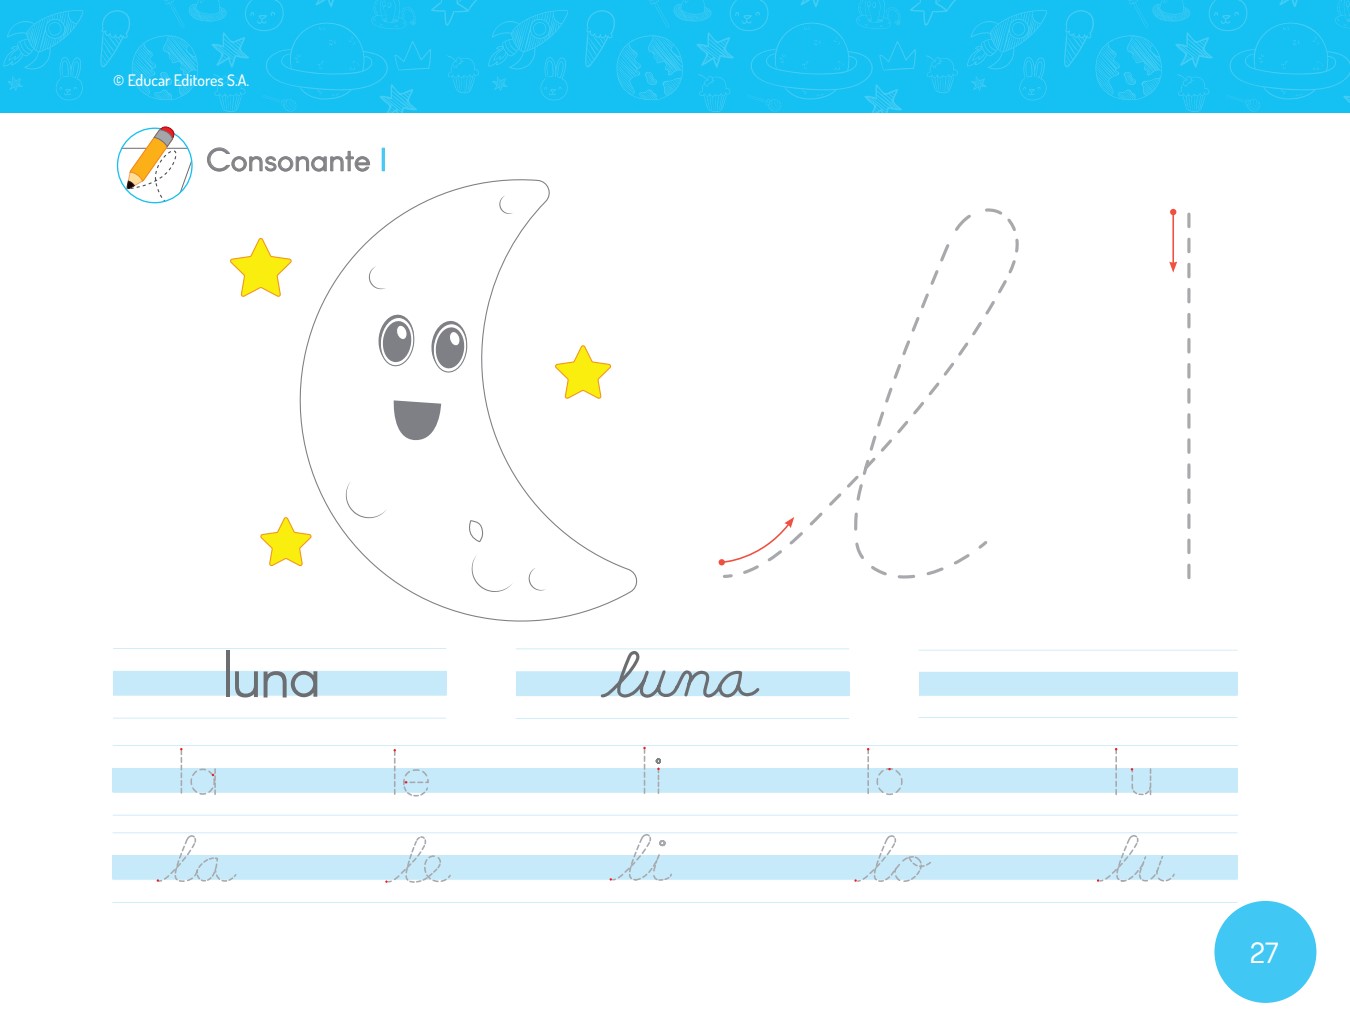 © Educar Editores S.A.
Consonante l
l l
luna luna
la le li lo lu
la le li lo lu
27